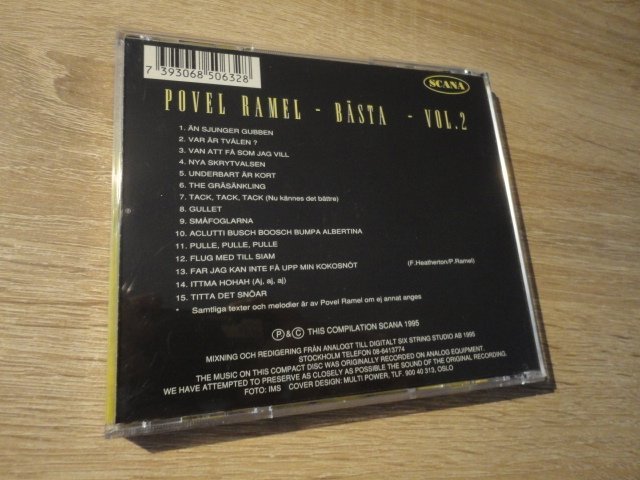 7 393068 506328
SCANA
POVEL RAMEL - BÄSTA - VOL.2
1. ÄN SJUNGER GUBBEN
2. VAR ÄR TVÅLEN ?
3. VAN ATT FÅ SOM JAG VILL
4. NYA SKRYTVALSEN
5. UNDERBART ÄR KORT
6. THE GRÄSÄNKLING
7. TACK, TACK, TACK (Nu kännes det bättre)
8. GULLET
9. SMÅFOGLARNA
10. ACLUTTI BUSCH BOOSCH BUMPA ALBERTINA
11. PULLE, PULLE, PULLE
12. FLUG MED TILL SIAM
13. FAR JAG KAN INTE FÅ UPP MIN KOKOSNÖT (F.Heatherton/P.Ramel)
14. ITTMA HOHAH (Aj, aj, aj)
15. TITTA DET SNÖAR
* Samtliga texter och melodier är av Povel Ramel om ej annat anges
Ⓟ & © THIS COMPILATION SCANA 1995
MIXNING OCH REDIGERING FRÅN ANALOGT TILL DIGITALT SIX STRING STUDIO AB 1995
STOCKHOLM TELEFON 08-6413774
THE MUSIC ON THIS COMPACT DISC WAS ORIGINALLY RECORDED ON ANALOG EQUIPMENT.
WE HAVE ATTEMPTED TO PRESERVE AS CLOSELY AS POSSIBLE THE SOUND OF THE ORIGINAL RECORDING.
FOTO: IMS COVER DESIGN: MULTI POWER, TLF. 900 40 313, OSLO